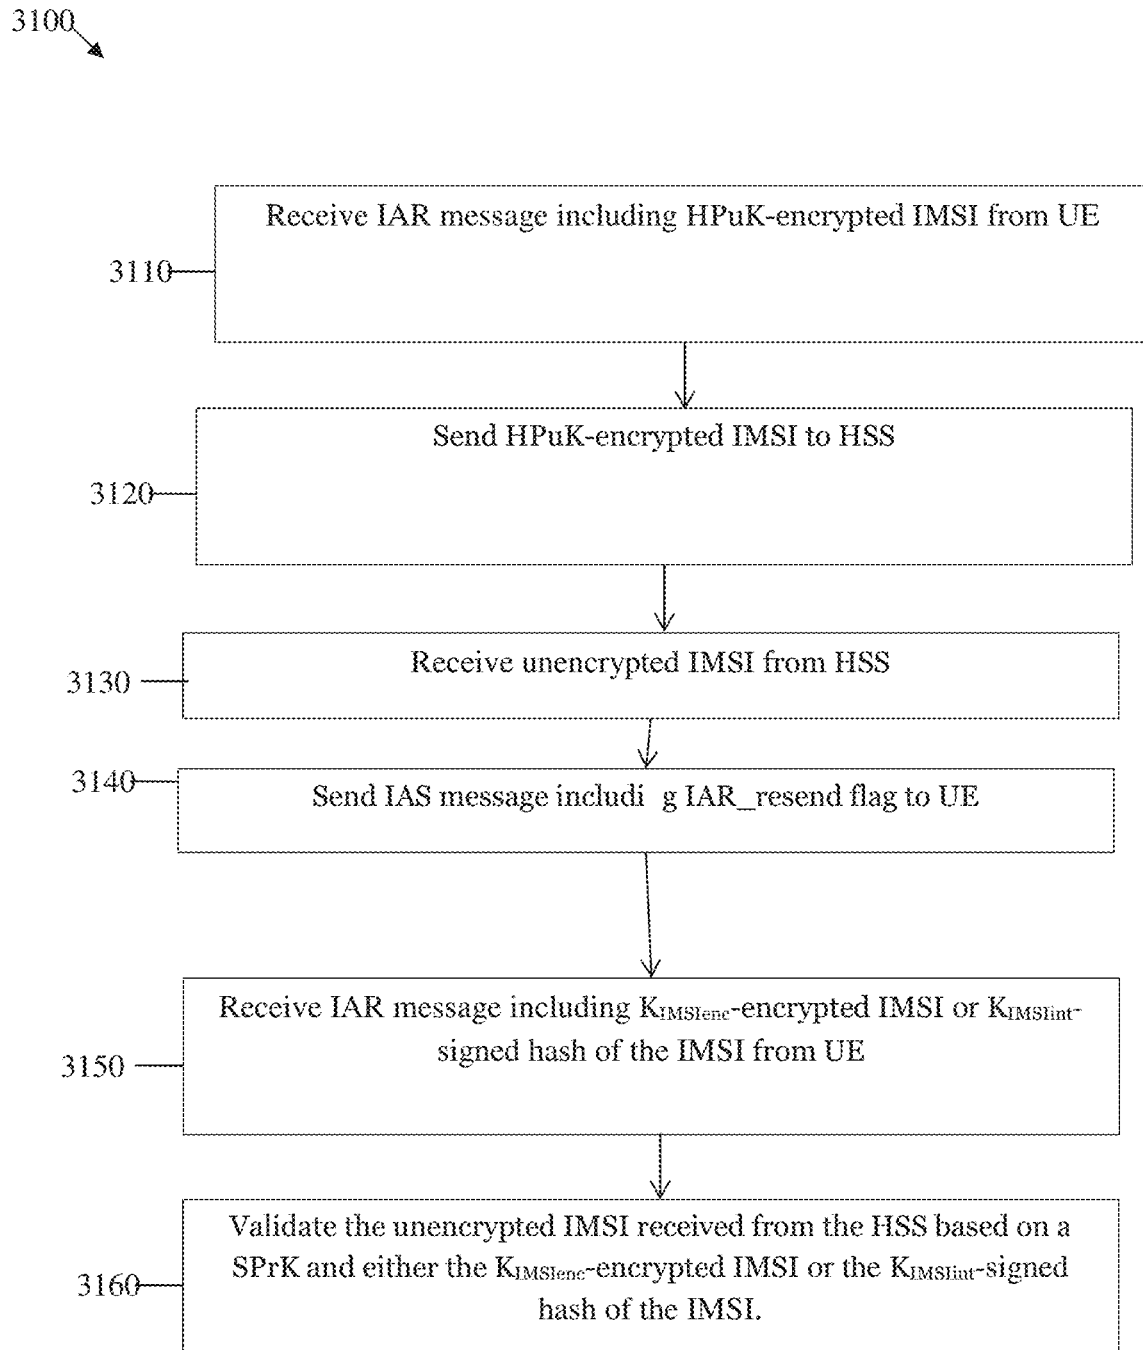 3100
Receive IAR message including HPuK-encrypted IMSI from UE
3110
Send HPuK-encrypted IMSI to HSS
3120
Receive unencrypted IMSI from HSS
3130
3140
Send IAS message includi g IAR_resend flag to UE
Receive IAR message including KIMSIenc-encrypted IMSI or KIMSIint-
signed hash of the IMSI from UE
3150
Validate the unencrypted IMSI received from the HSS based on a
SPrK and either the KIMSIenc-encrypted IMSI or the KIMSIint-signed
hash of the IMSI.
3160